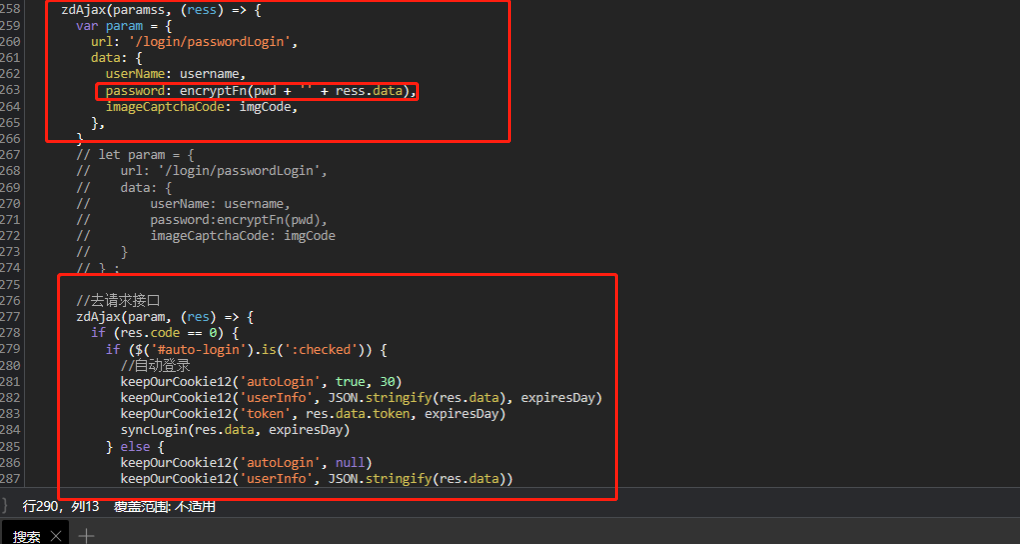 258 zdAjax(paramss, (ress) => {
259 var param = {
260 url: '/login/passwordLogin',
261 data: {
262 userName: username,
263 password: encryptFn(pwd + '' + ress.data),
264 imageCaptchaCode: imgCode,
265 },
266 }
267 // let param = {
268 // url: '/login/passwordLogin',
269 // data: {
270 // userName: username,
271 // password:encryptFn(pwd),
272 // imageCaptchaCode: imgCode
273 // }
274 // } ;
275
276 //去请求接口
277 zdAjax(param, (res) => {
278 if (res.code == 0) {
279 if ($('#auto-login').is(':checked')) {
280 //自动登录
281 keepOurCookie12('autoLogin', true, 30)
282 keepOurCookie12('userInfo', JSON.stringify(res.data), expiresDay)
283 keepOurCookie12('token', res.data.token, expiresDay)
284 syncLogin(res.data, expiresDay)
285 } else {
286 keepOurCookie12('autoLogin', null)
287 keepOurCookie12('userInfo', JSON.stringify(res.data))
} 行290，列13 覆盖范围: 不适用
搜索